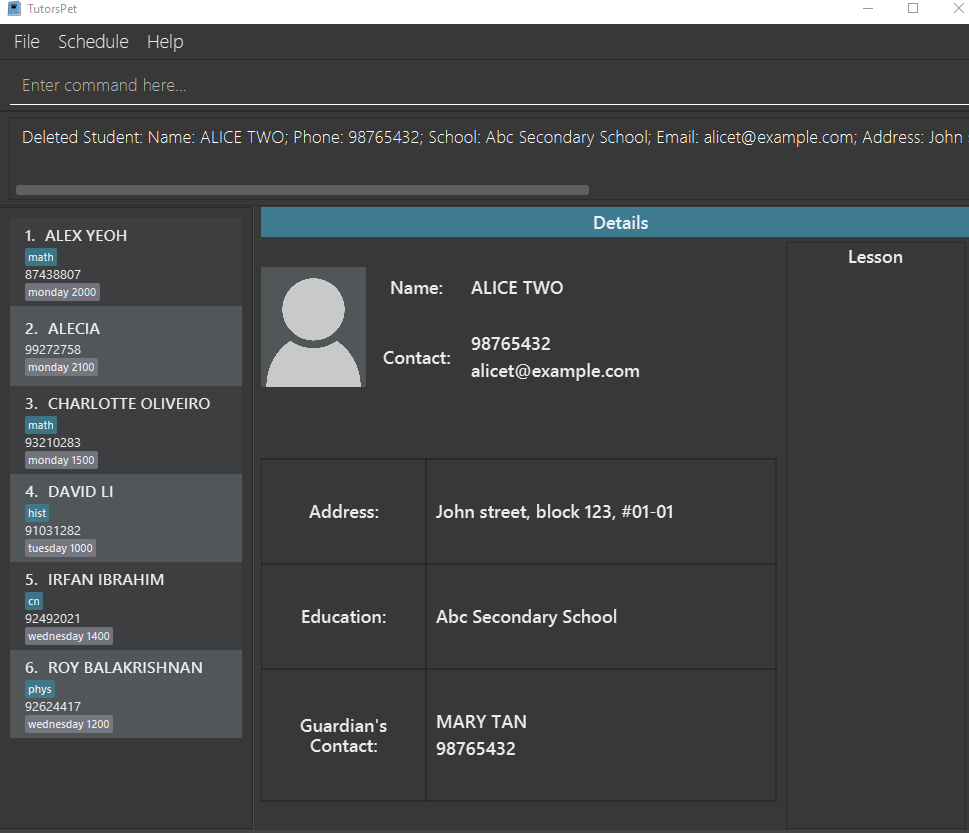 TutorsPet
File Schedule Help
Enter command here...
Deleted Student: Name: ALICE TWO; Phone: 98765432; School: Abc Secondary School; Email: alicet@example.com; Address: John
1. ALEX YEOH
math
87438807
monday 2000
2. ALECIA
99272758
monday 2100
3. CHARLOTTE OLIVEIRO
math
93210283
monday 1500
4. DAVID LI
hist
91031282
tuesday 1000
5. IRFAN IBRAHIM
cn
92492021
wednesday 1400
6. ROY BALAKRISHNAN
phys
92624417
wednesday 1200
Details
Name: ALICE TWO
Contact: 98765432
alicet@example.com
Address: John street, block 123, #01-01
Education: Abc Secondary School
Guardian's
Contact:
MARY TAN
98765432
Lesson